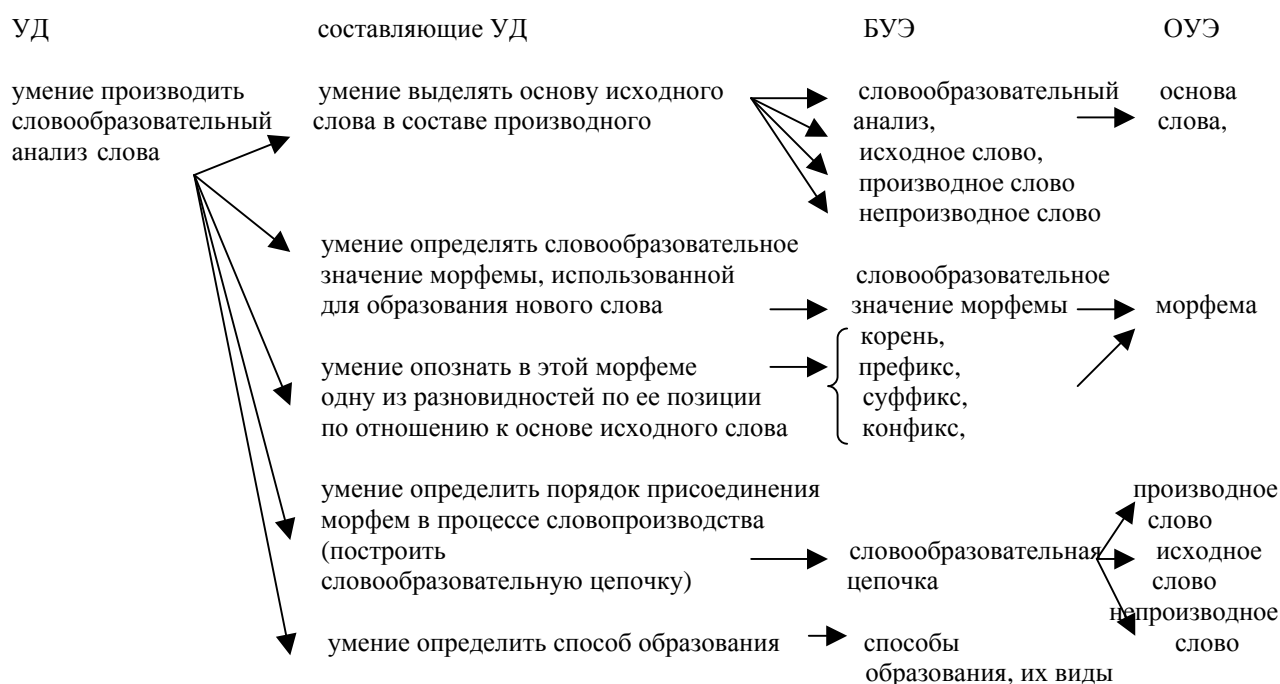 УД составляющие УД БУЭ ОУЭ
умение производить
словообразовательный
анализ слова
умение выделять основу исходного
слова в составе производного
словообразовательный
анализ,
исходное слово,
производное слово
непроизводное слово
основа
слова,
умение определять словообразовательное
значение морфемы, использованной
для образования нового слова
словообразовательное
значение морфемы
морфема
умение опознать в этой морфеме
одну из разновидностей по ее позиции
по отношению к основе исходного слова
корень,
префикс,
суффикс,
конфикс,
умение определить порядок присоединения
морфем в процессе словопроизводства
(построить
словообразовательную цепочку)
словообразовательная
цепочка
производное
слово
исходное
слово
непроизводное
слово
умение определить способ образования
способы
образования, их виды